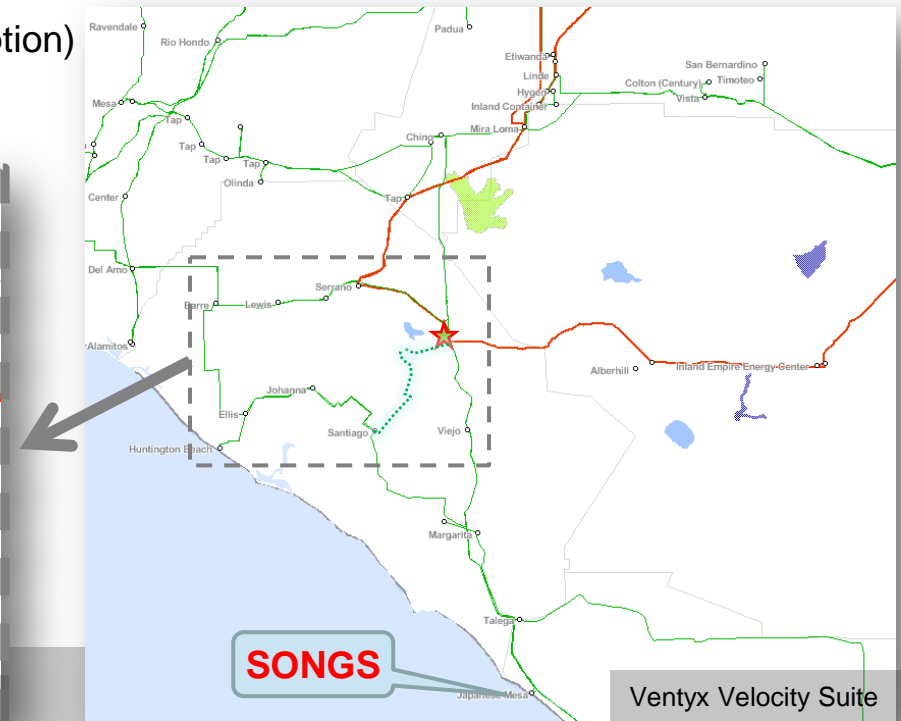 tion)
Ravendale
Rio Hondo
Padua
Etiwanda
Linde
San Bernardino
Colton (Century)
Timoteo
Hygen
Vista
Mesa
Inland Container
Tap
Mira Loma
Chino
Tap
Tap
Tap
Olinda
Center
Tap
Del Amo
Serrano
Barre
Lewis
Alamitos
Alberhill
Inland Empire Energy Center
Johanna
Ellis
Santiago
Viejo
Huntington Beach
Margarita
Talega
SONGS
Japanese Mesa
Ventyx Velocity Suite